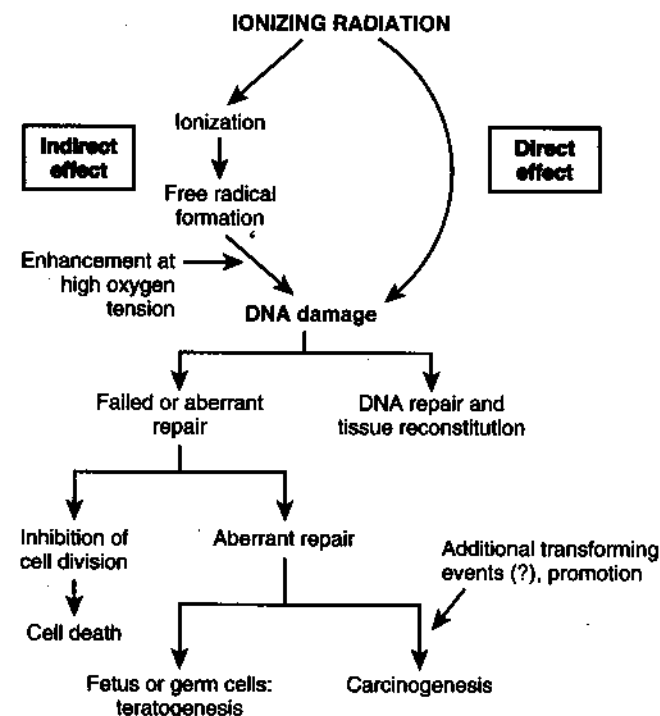 IONIZING RADIATION
Ionization
Indirect
effect
Direct
effect
Free radical
formation
Enhancement at
high oxygen
tension
DNA damage
Failed or aberrant
repair
DNA repair and
tissue reconstitution
Inhibition of
cell division
Aberrant repair
Additional transforming
events (?), promotion
Cell death
Fetus or germ cells:
teratogenesis
Carcinogenesis